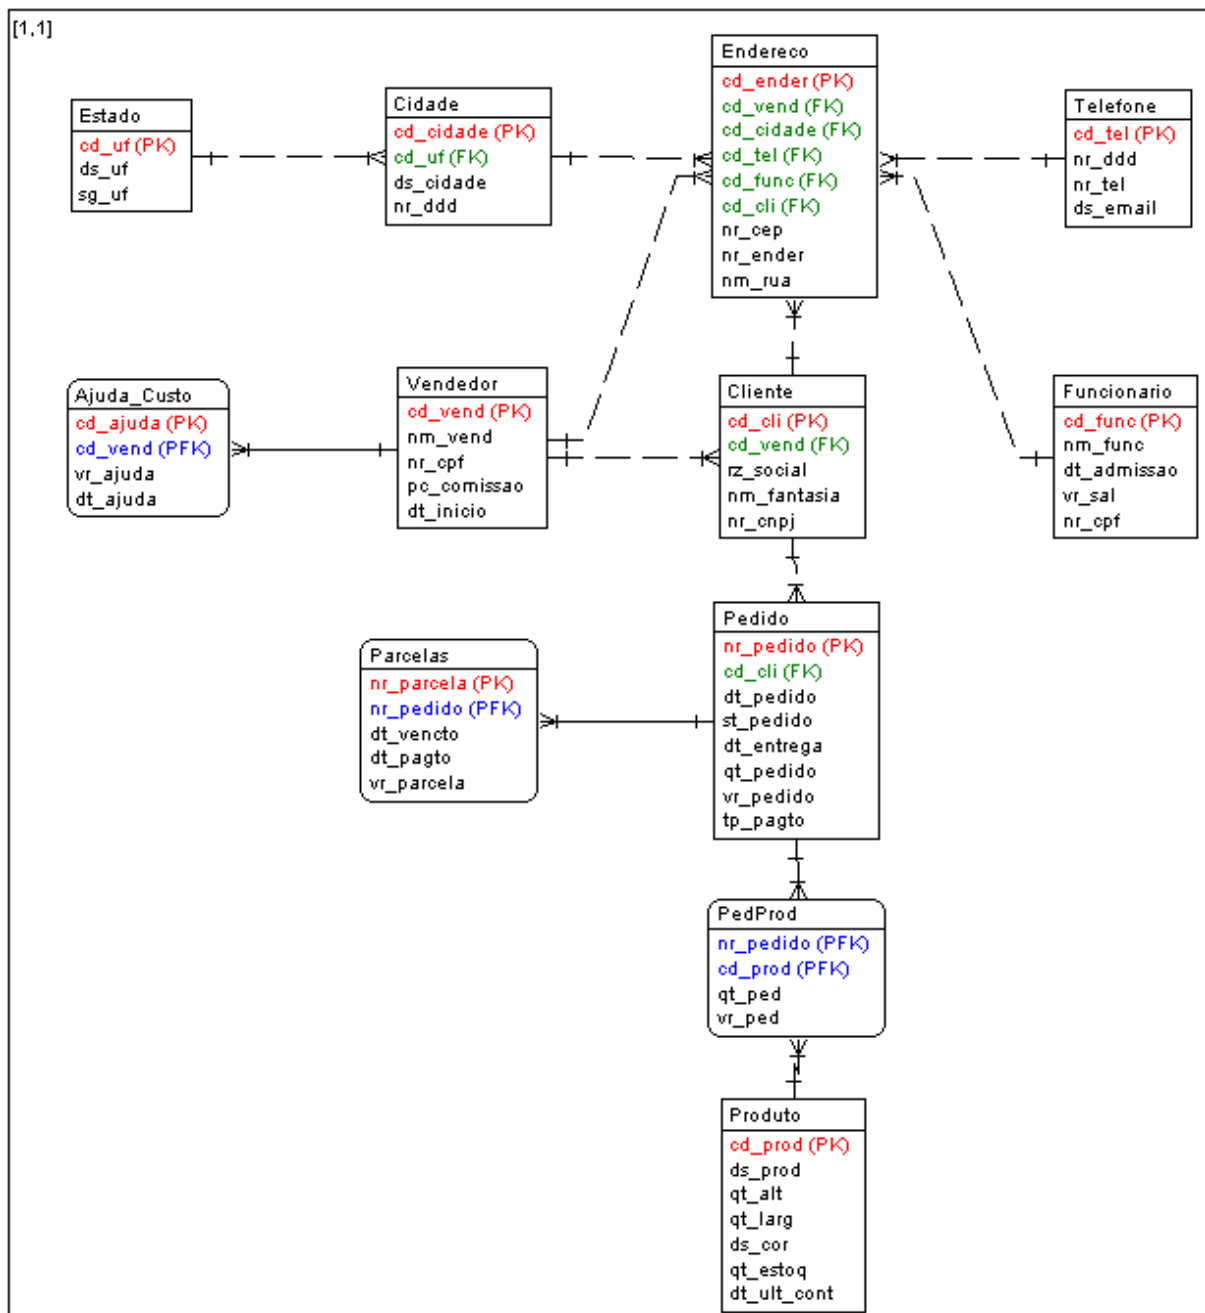 [1,1]
Estado
cd_uf (PK)
ds_uf
sg_uf
Cidade
cd_cidade (PK)
cd_uf (FK)
ds_cidade
nr_ddd
Endereco
cd_ender (PK)
cd_vend (FK)
cd_cidade (FK)
cd_tel (FK)
cd_func (FK)
cd_cli (FK)
nr_cep
nr_ender
nm_rua
Telefone
cd_tel (PK)
nr_ddd
nr_tel
ds_email
Ajuda_Custo
cd_ajuda (PK)
cd_vend (PFK)
vr_ajuda
dt_ajuda
Vendedor
cd_vend (PK)
nm_vend
nr_cpf
pc_comissao
dt_inicio
Cliente
cd_cli (PK)
cd_vend (FK)
rz_social
nm_fantasia
nr_cnpj
Funcionario
cd_func (PK)
nm_func
dt_admissao
vr_sal
nr_cpf
Parcelas
nr_parcela (PK)
nr_pedido (PFK)
dt_vencto
dt_pagto
vr_parcela
Pedido
nr_pedido (PK)
cd_cli (FK)
dt_pedido
st_pedido
dt_entrega
qt_pedido
vr_pedido
tp_pagto
PedProd
nr_pedido (PFK)
cd_prod (PFK)
qt_ped
vr_ped
Produto
cd_prod (PK)
ds_prod
qt_alt
qt_larg
ds_cor
qt_estoq
dt_ult_cont